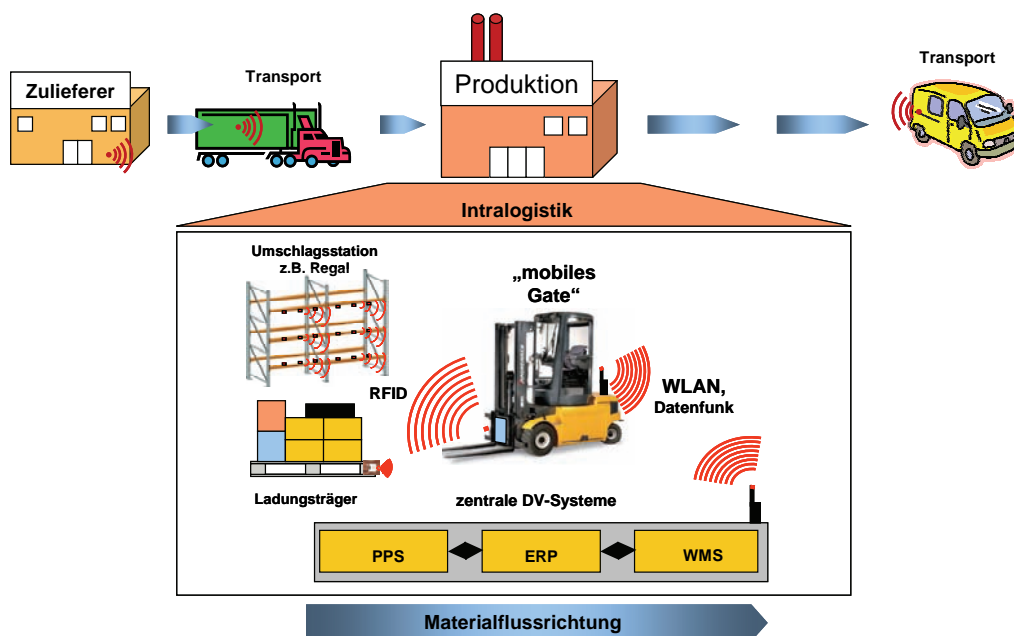 Zulieferer
Transport
Produktion
Transport
Intralogistik
Umschlagsstation
z.B. Regal
„mobiles
Gate“
RFID
WLAN,
Datenfunk
Ladungsträger
zentrale DV-Systeme
PPS
ERP
WMS
Materialflussrichtung